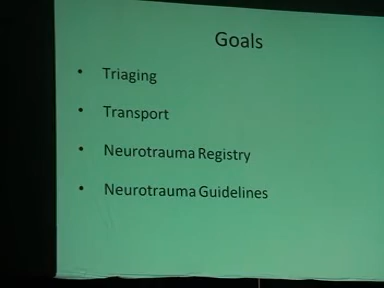 Goals
• Triaging
• Transport
• Neurotrauma Registry
• Neurotrauma Guidelines